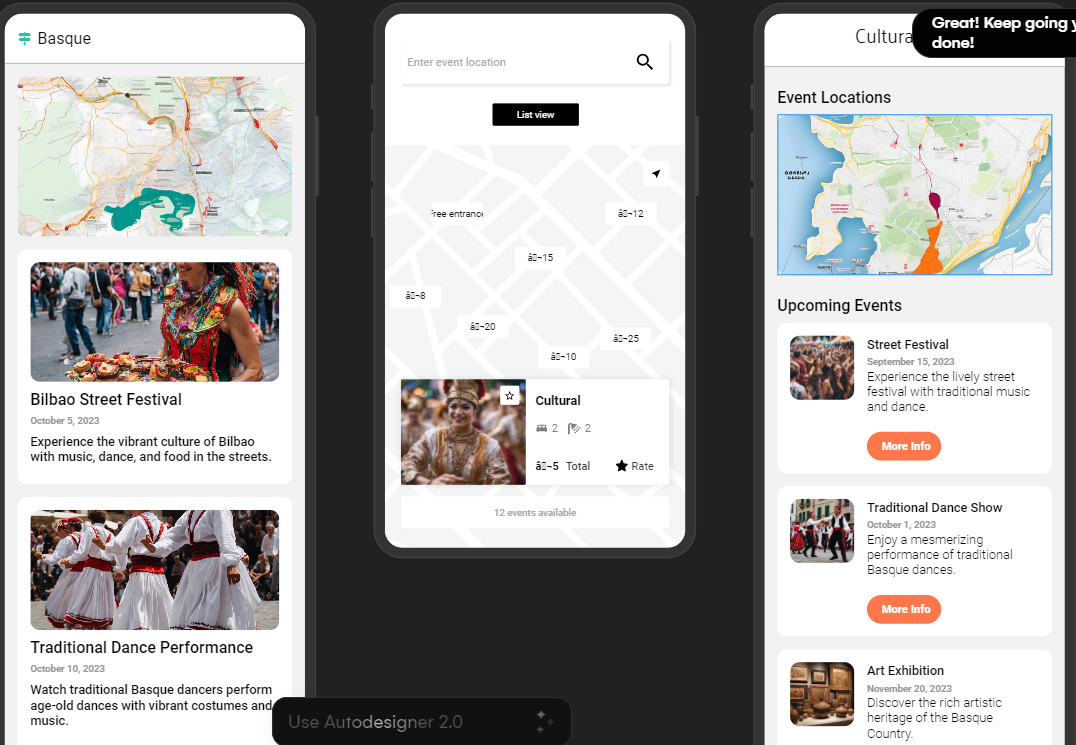 Basque
Bilbao Street Festival
October 5, 2023
Experience the vibrant culture of Bilbao
with music, dance, and food in the streets.
Traditional Dance Performance
October 10, 2023
Watch traditional Basque dancers perform
age-old dances with vibrant costumes and
music.
Enter event location
List view
Free entrance
â¬12
â¬15
â¬8
â¬20
â¬25
â¬10
Cultural
2 2
â¬5 Total Rate
12 events available
Use Autodesigner 2.0
Cultura
Great! Keep going y
done!
Event Locations
Upcoming Events
Street Festival
September 15, 2023
Experience the lively street
festival with traditional music
and dance.
More Info
Traditional Dance Show
October 1, 2023
Enjoy a mesmerizing
performance of traditional
Basque dances.
More Info
Art Exhibition
November 20, 2023
Discover the rich artistic
heritage of the Basque
Country.